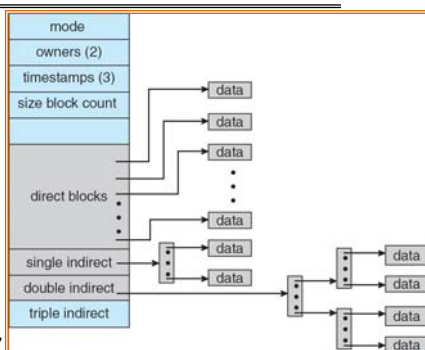 mode
owners (2)
timestamps (3)
size block count
direct blocks
single indirect
double indirect
triple indirect
data
data
data
data
data
data
data
data
data
data